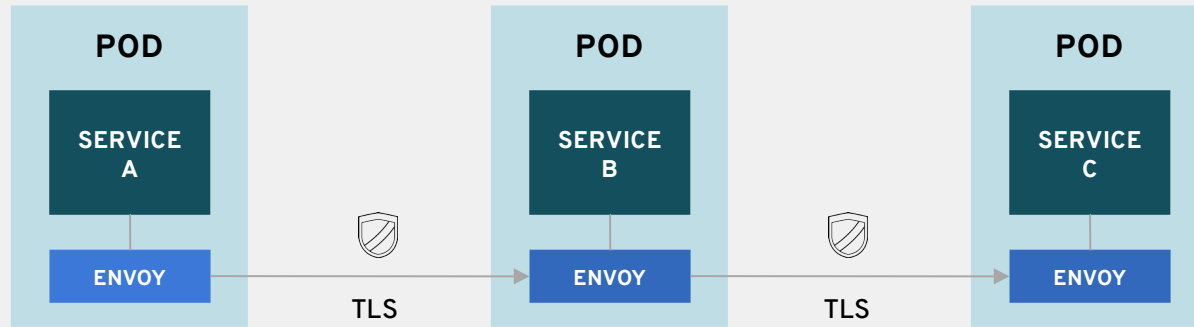 POD
SERVICE
A
ENVOY
POD
SERVICE
B
ENVOY
POD
SERVICE
C
ENVOY
TLS
TLS